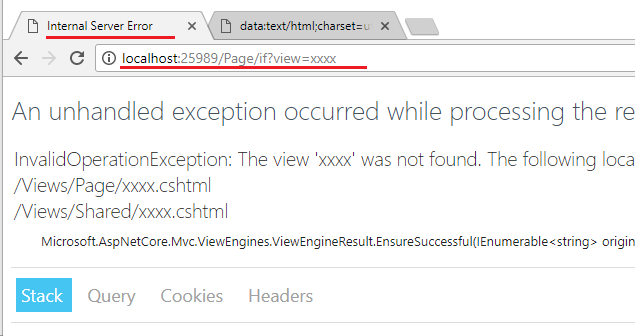 Internal Server Error
data:text/html;charset=u
localhost:25989/Page/if?view=xxxx
An unhandled exception occurred while processing the re
InvalidOperationException: The view 'xxxx' was not found. The following loca
/Views/Page/xxxx.cshtml
/Views/Shared/xxxx.cshtml
Microsoft.AspNetCore.Mvc.ViewEngines.ViewEngineResult.EnsureSuccessful(IEnumerable<string> origin
Stack Query Cookies Headers